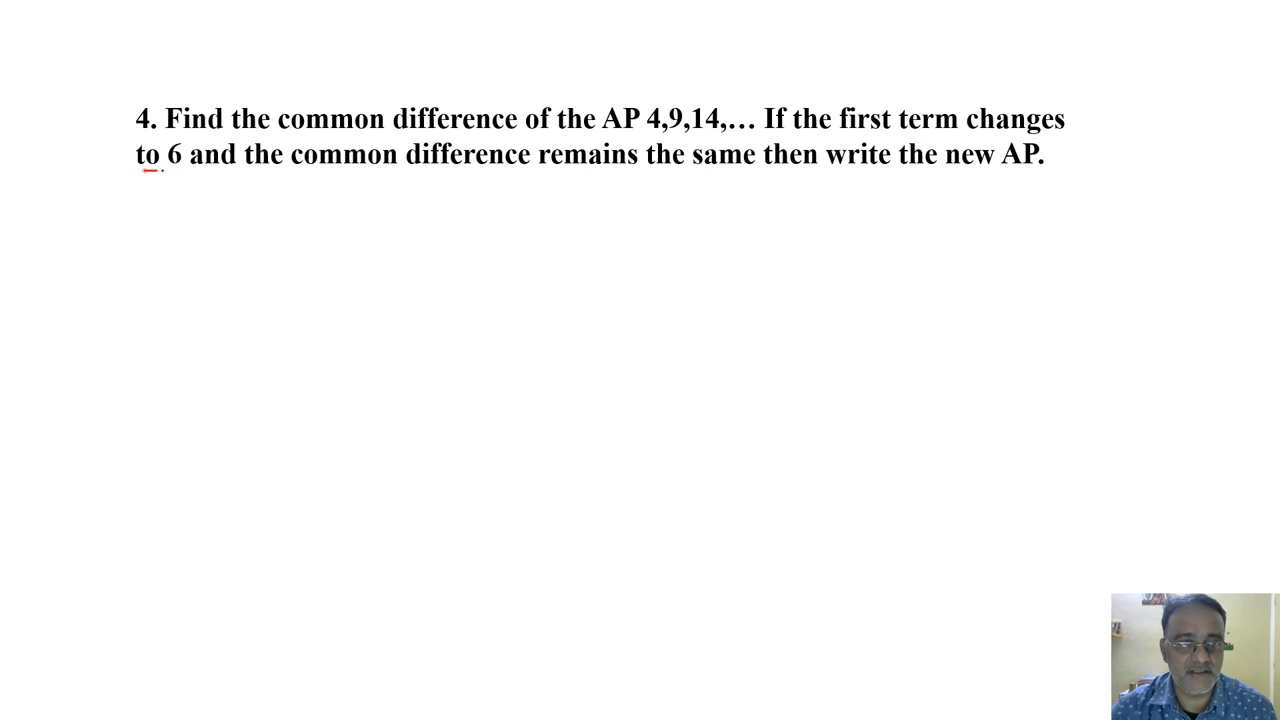 4. Find the common difference of the AP 4,9,14,… If the first term changes
to 6 and the common difference remains the same then write the new AP.